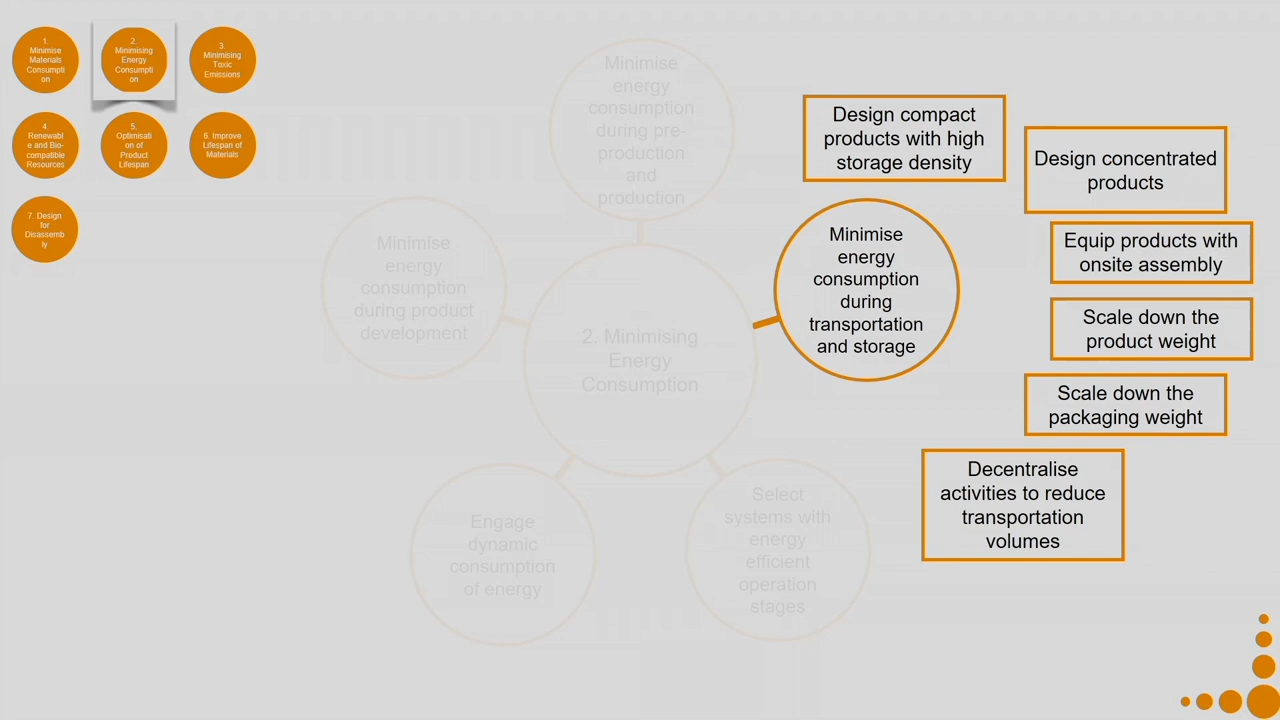 1.
Minimise
Materials
Consumpti
on
2.
Minimising
Energy
Consumpti
on
3.
Minimising
Toxic
Emissions
4.
Renewabl
e and Bio-
compatible
Resources
5.
Optimisati
on of
Product
Lifespan
6. Improve
Lifespan of
Materials
7. Design
for
Disassemb
ly
Minimise
energy
consumption
during pre-
production
and
production
Minimise
energy
consumption
during product
development
2. Minimising
Energy
Consumption
Engage
dynamic
consumption
of energy
Select
systems with
energy
efficient
operation
stages
Minimise
energy
consumption
during
transportation
and storage
Design compact
products with high
storage density
Design concentrated
products
Equip products with
onsite assembly
Scale down the
product weight
Scale down the
packaging weight
Decentralise
activities to reduce
transportation
volumes